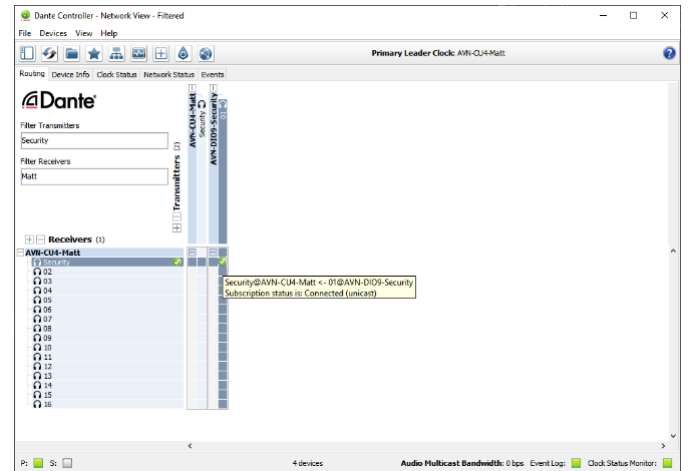 Dante Controller - Network View - Filtered
File Devices View Help
Primary Leader Clock: AVN-CU4-Matt
Routing Device Info Clock Status Network Status Events
Dante
Filter Transmitters
Security
Filter Receivers
Matt
Transmitters (2)
AVN-CU4-Matt
Security
AVN-DIO9-Security
01
Receivers (1)
AVN-CU4-Matt
Security
02
03
04
05
06
07
08
09
10
11
12
13
14
15
16
Security@AVN-CU4-Matt <- 01@AVN-DIO9-Security
Subscription status is: Connected (unicast)
P: S: 4 devices Audio Multicast Bandwidth: 0 bps Event Log: Clock Status Monitor: